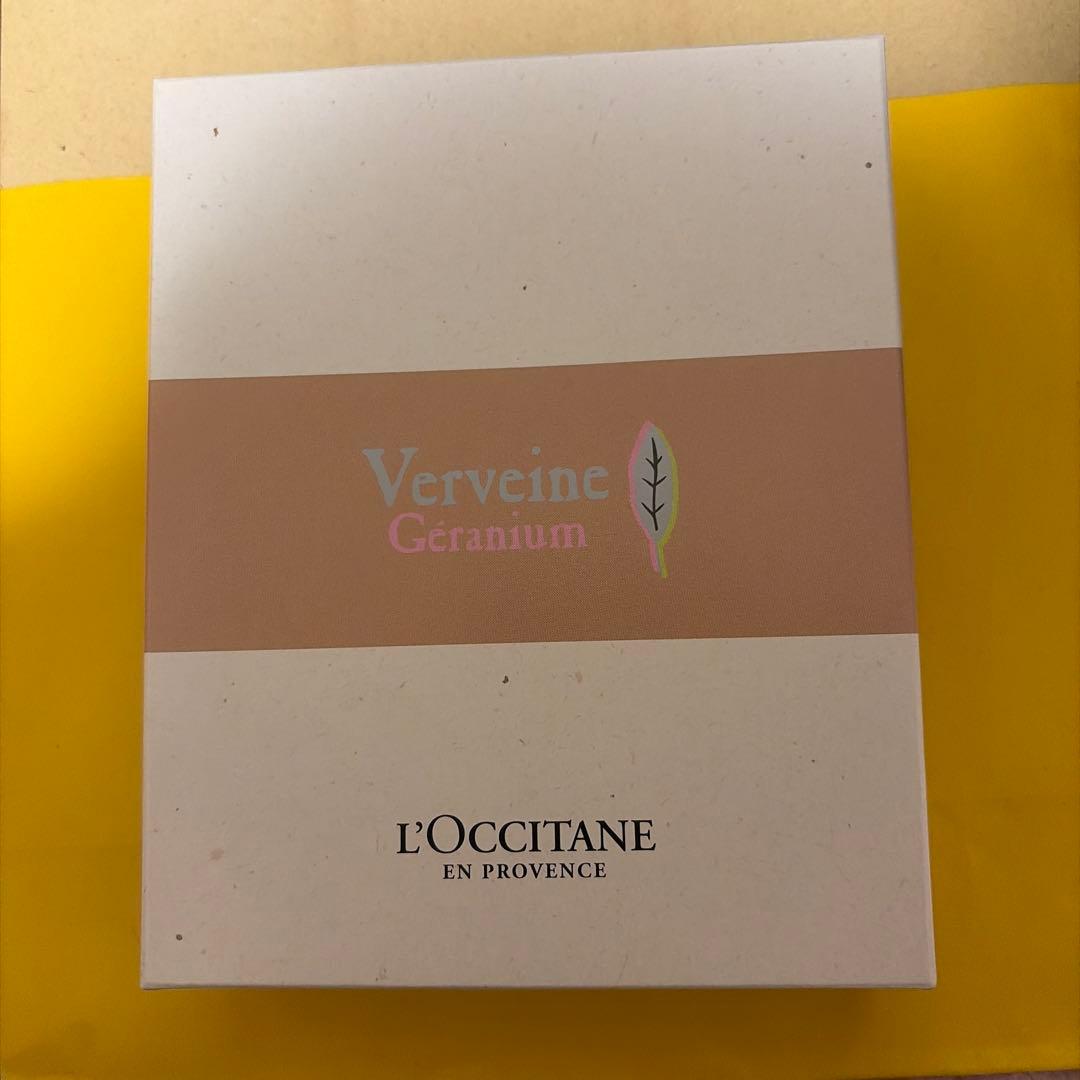 Verveine
Géranium
L'OCCITANE
EN PROVENCE